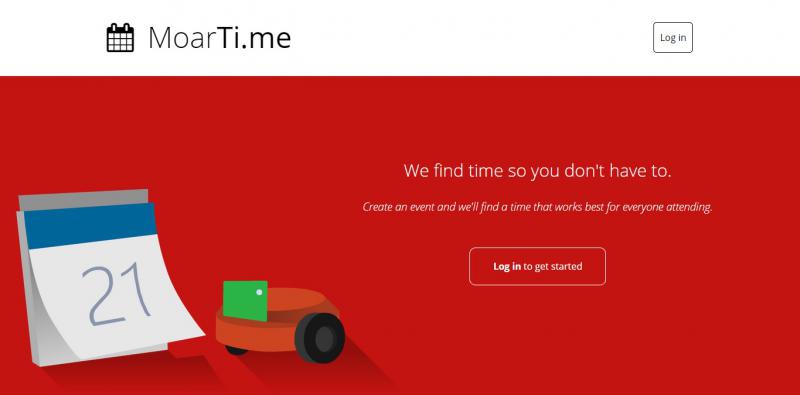 MoarTi.me
Log in
We find time so you don't have to.
Create an event and we'll find a time that works best for everyone attending.
21
Log in to get started